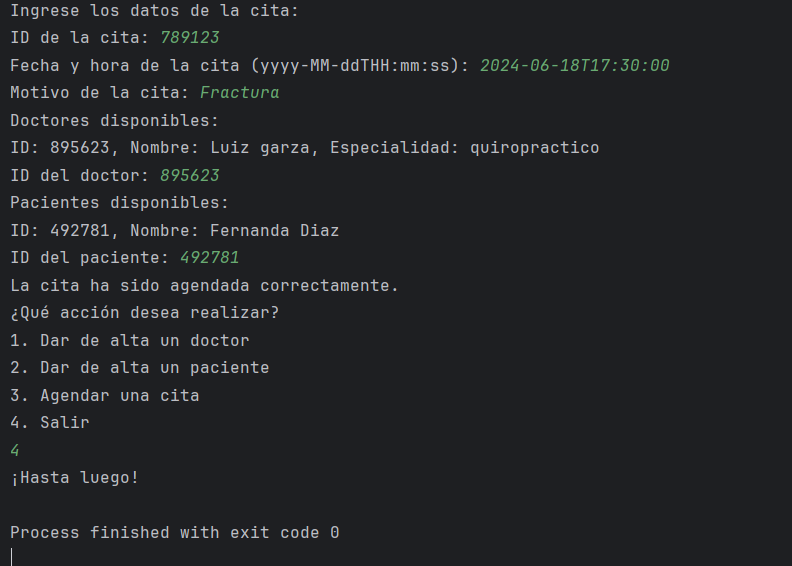 Ingrese los datos de la cita:
ID de la cita: 789123
Fecha y hora de la cita (yyyy-MM-ddTHH:mm:ss): 2024-06-18T17:30:00
Motivo de la cita: Fractura
Doctores disponibles:
ID: 895623, Nombre: Luiz garza, Especialidad: quiropractico
ID del doctor: 895623
Pacientes disponibles:
ID: 492781, Nombre: Fernanda Diaz
ID del paciente: 492781
La cita ha sido agendada correctamente.
¿Qué acción desea realizar?
1. Dar de alta un doctor
2. Dar de alta un paciente
3. Agendar una cita
4. Salir
4
¡Hasta luego!
Process finished with exit code 0